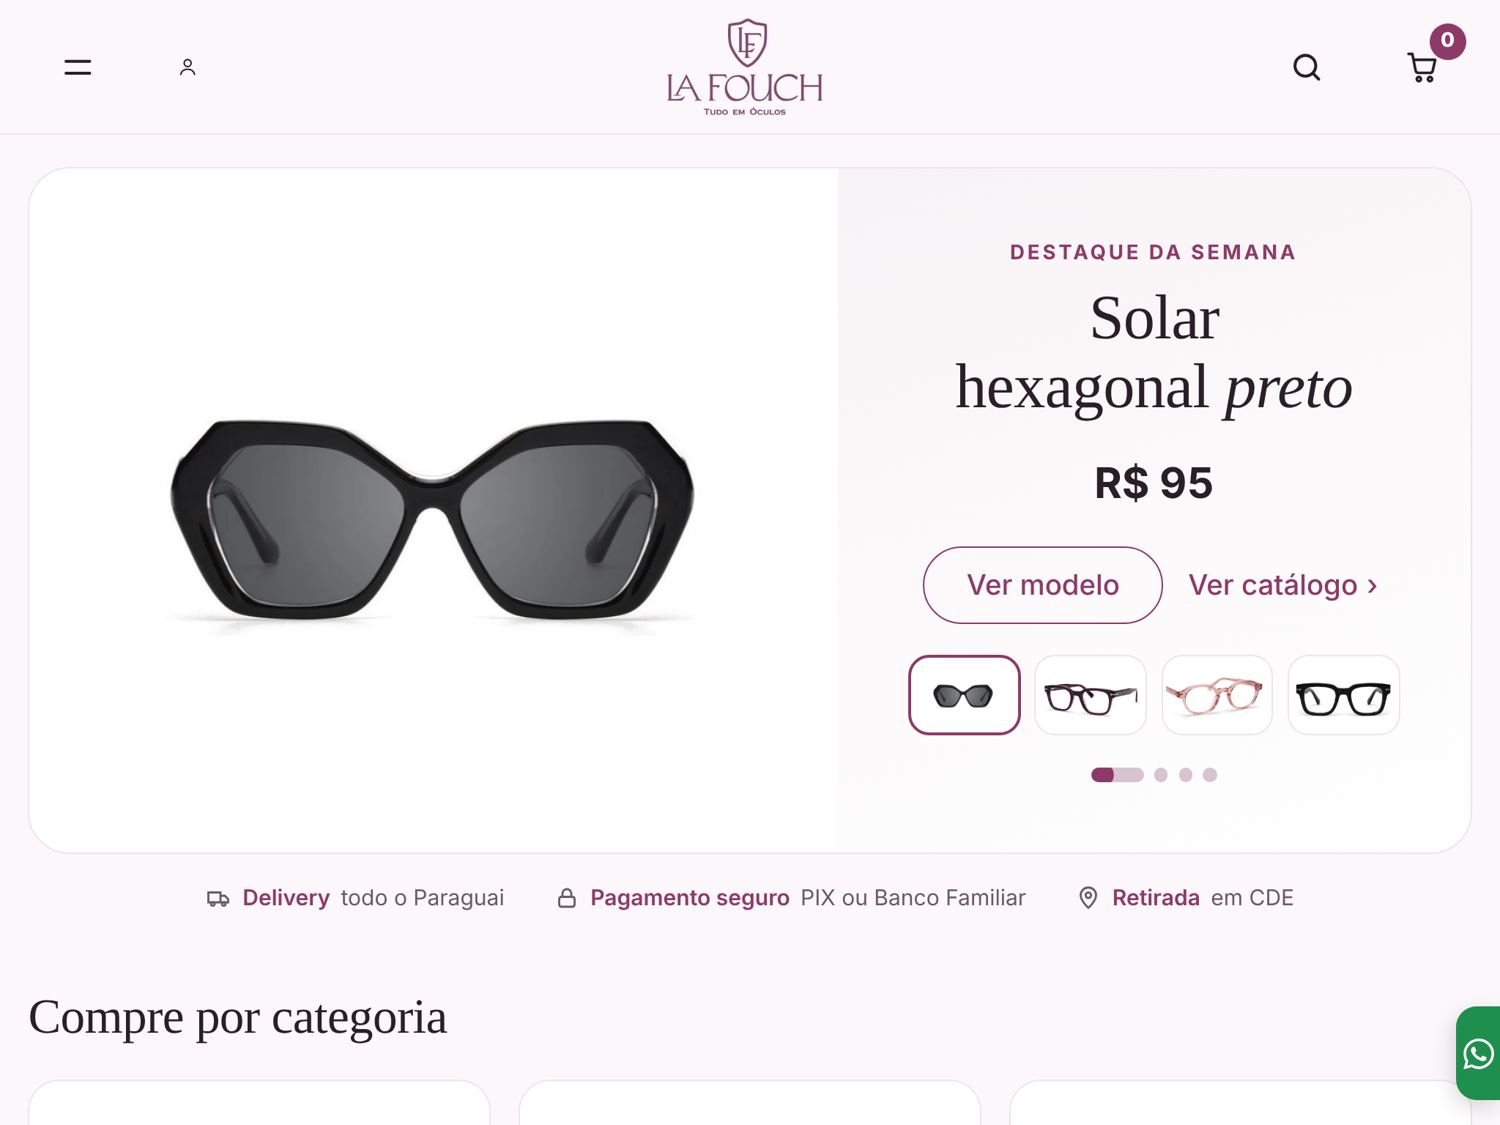 LF
LA FOUCH
TUDO EM ÓCULOS
0
DESTAQUE DA SEMANA
Solar
hexagonal preto
R$ 95
Ver modelo
Ver catálogo ›
Delivery todo o Paraguai
Pagamento seguro PIX ou Banco Familiar
Retirada em CDE
Compre por categoria